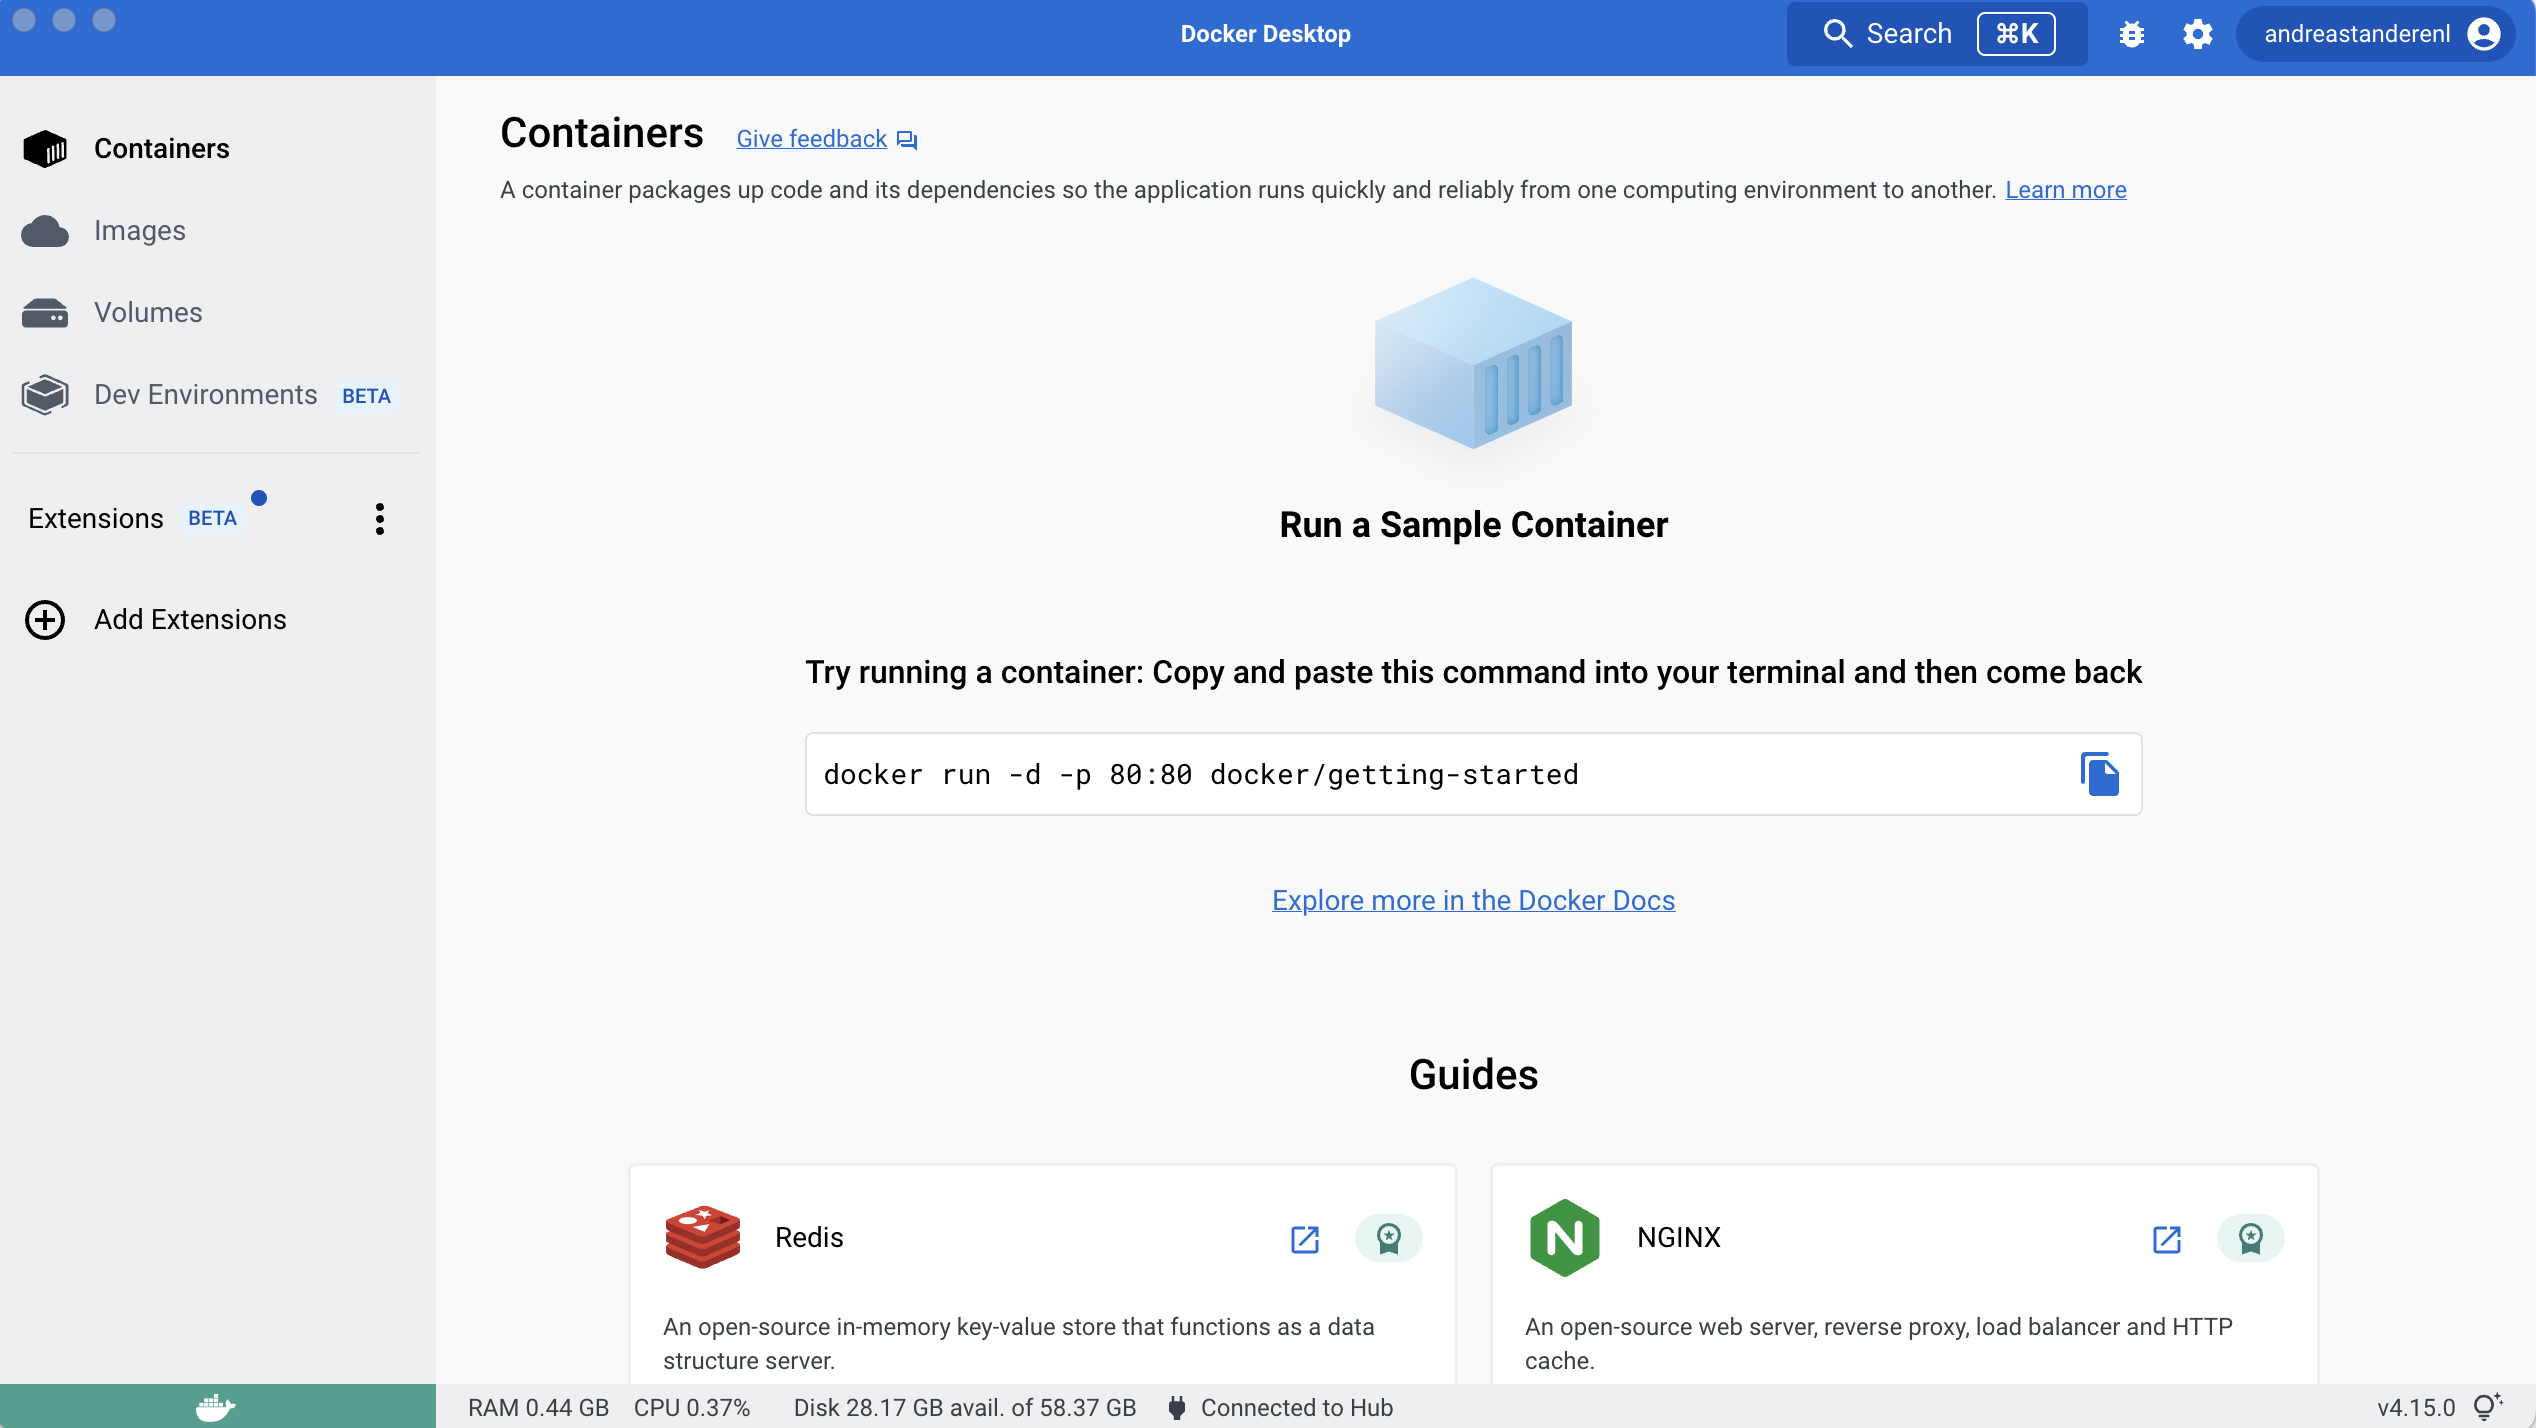 Docker Desktop
Search ⌘K
andreastanderenl
Containers
Images
Volumes
Dev Environments BETA
Extensions BETA
Add Extensions
Containers Give feedback
A container packages up code and its dependencies so the application runs quickly and reliably from one computing environment to another. Learn more
Run a Sample Container
Try running a container: Copy and paste this command into your terminal and then come back
docker run -d -p 80:80 docker/getting-started
Explore more in the Docker Docs
Guides
Redis
An open-source in-memory key-value store that functions as a data
structure server.
N NGINX
An open-source web server, reverse proxy, load balancer and HTTP
cache.
RAM 0.44 GB CPU 0.37% Disk 28.17 GB avail. of 58.37 GB Connected to Hub
v4.15.0